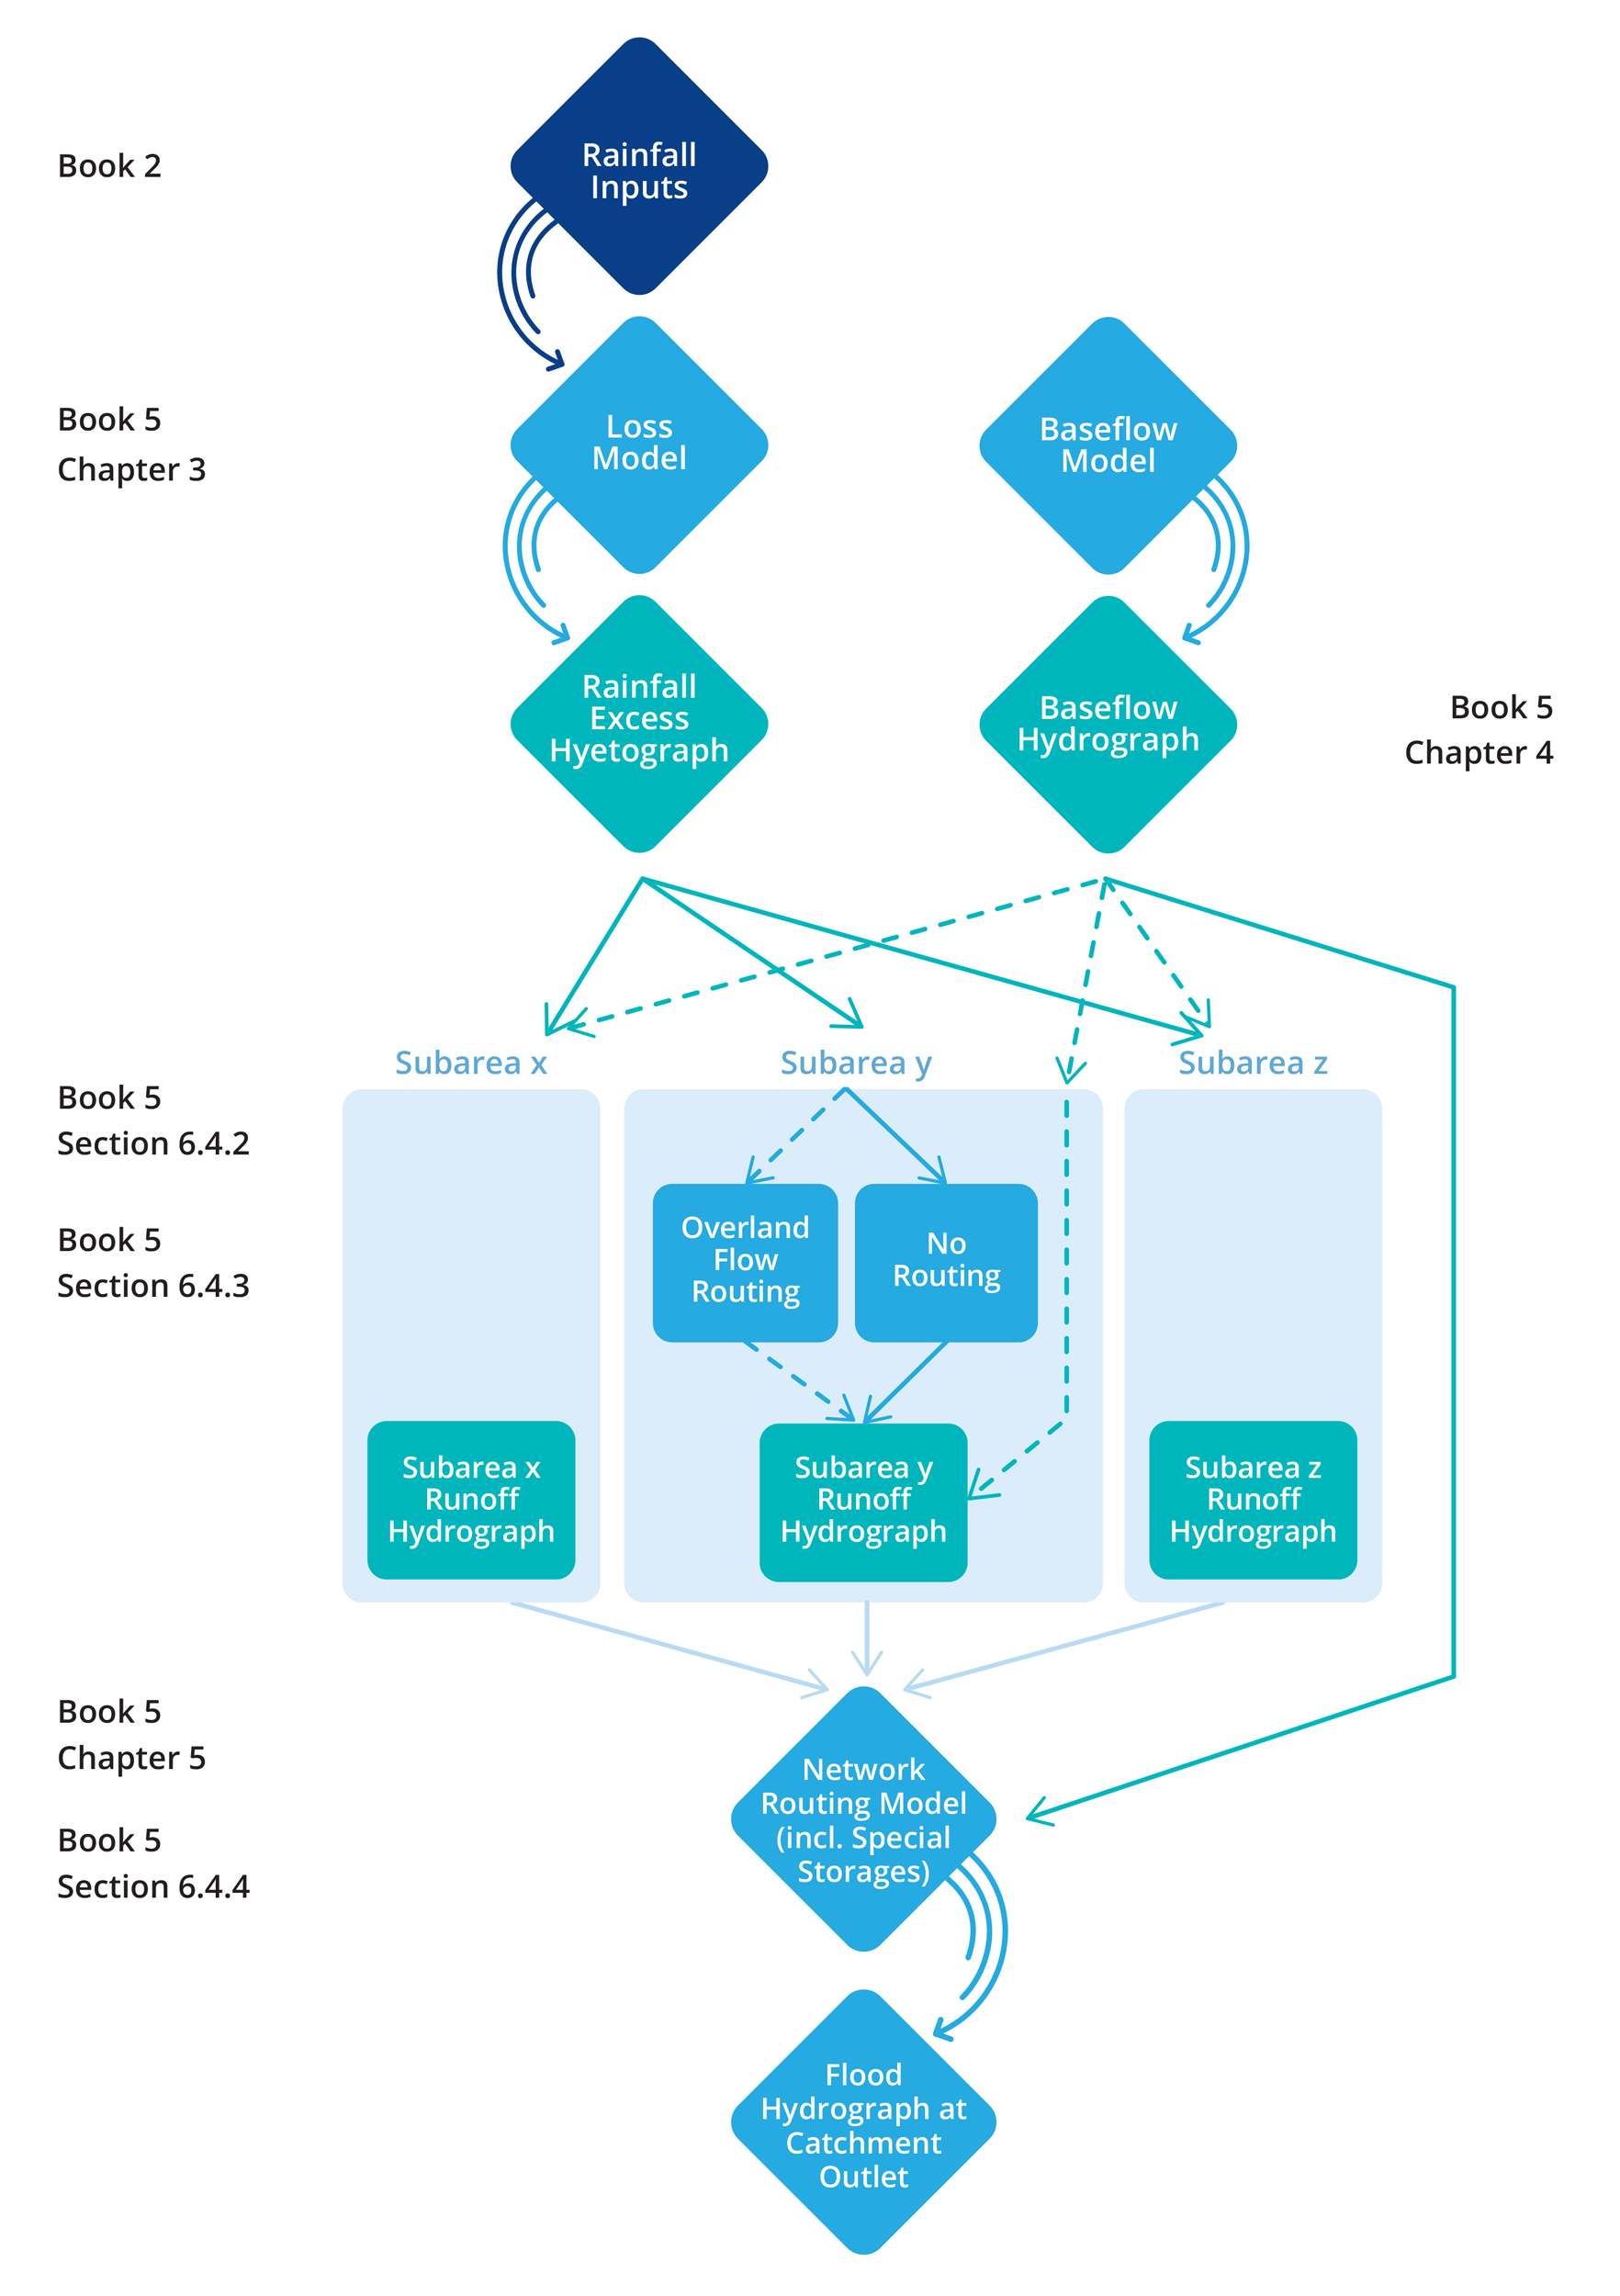 Rainfall
Inputs
Book 2
Loss
Model
Baseflow
Model
Book 5
Chapter 3
Rainfall
Excess
Hyetograph
Baseflow
Hydrograph
Book 5
Chapter 4
Subarea x
Subarea y
Subarea z
Book 5
Section 6.4.2
Overland
Flow
Routing
No
Routing
Book 5
Section 6.4.3
Subarea x
Runoff
Hydrograph
Subarea y
Runoff
Hydrograph
Subarea z
Runoff
Hydrograph
Book 5
Chapter 5
Network
Routing Model
(incl. Special
Storages)
Book 5
Section 6.4.4
Flood
Hydrograph at
Catchment
Outlet